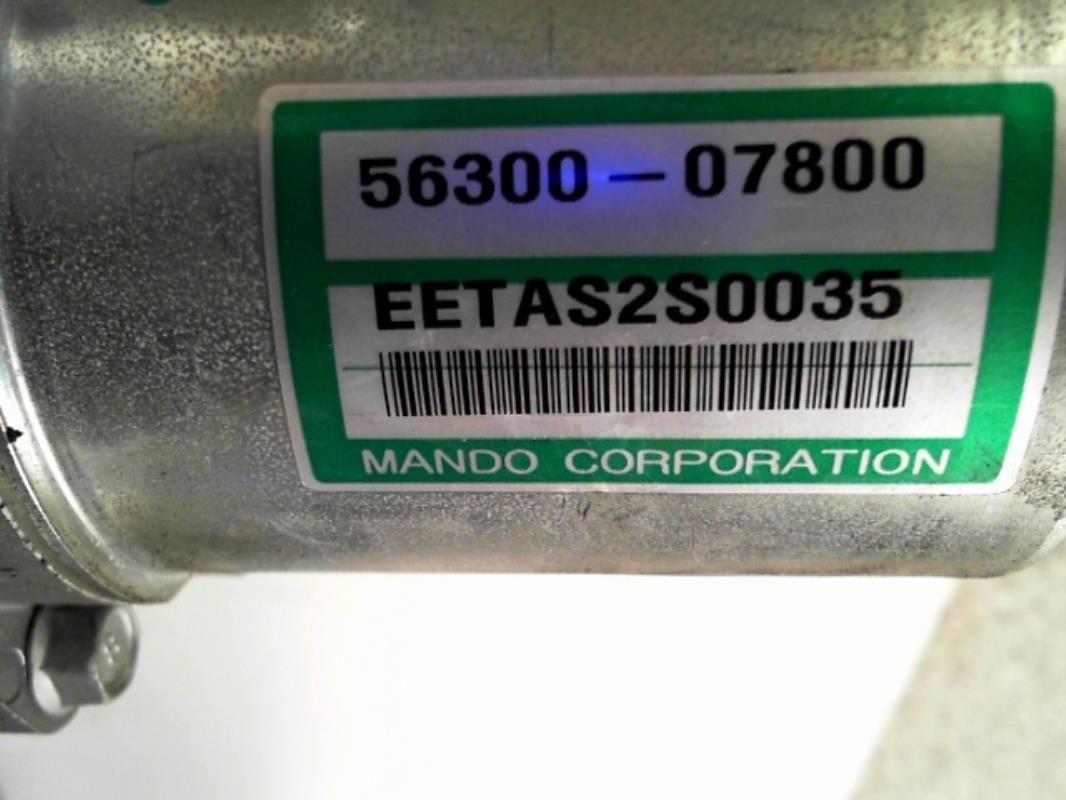 56300-07800
EETAS2S0035
MANDO CORPORATION